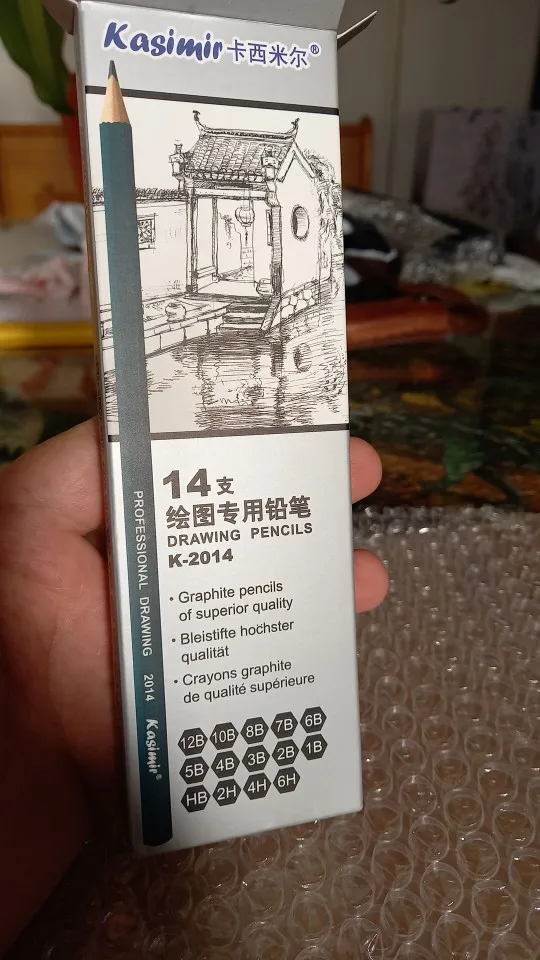 Kasimir 卡西米尔®
14支
绘图专用铅笔
DRAWING PENCILS
K-2014
• Graphite pencils
of superior quality
• Bleistifte hochster
qualität
• Crayons graphite
de qualité supérieure
12B 10B 8B 7B 6B
5B 4B 3B 2B 1B
HB 2H 4H 6H
PROFESSIONAL DRAWING 2014 Kasimir®